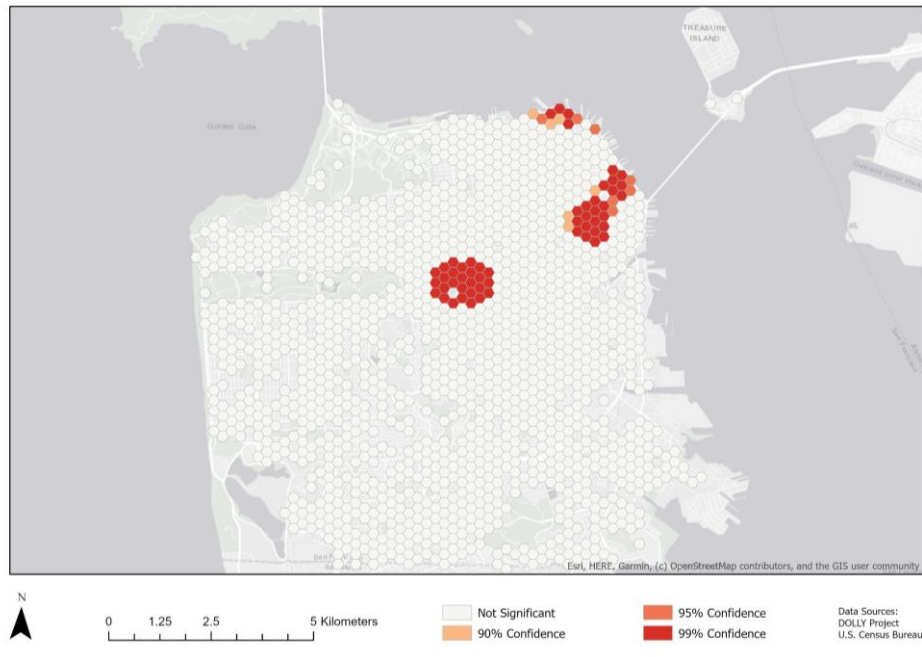 TREASURE
ISLAND
Golden Gate
Esri, HERE, Garmin, (c) OpenStreetMap contributors, and the GIS user community
N
0 1.25 2.5 5 Kilometers
Not Significant
90% Confidence
95% Confidence
99% Confidence
Data Sources:
DOLLY Project
U.S. Census Bureau